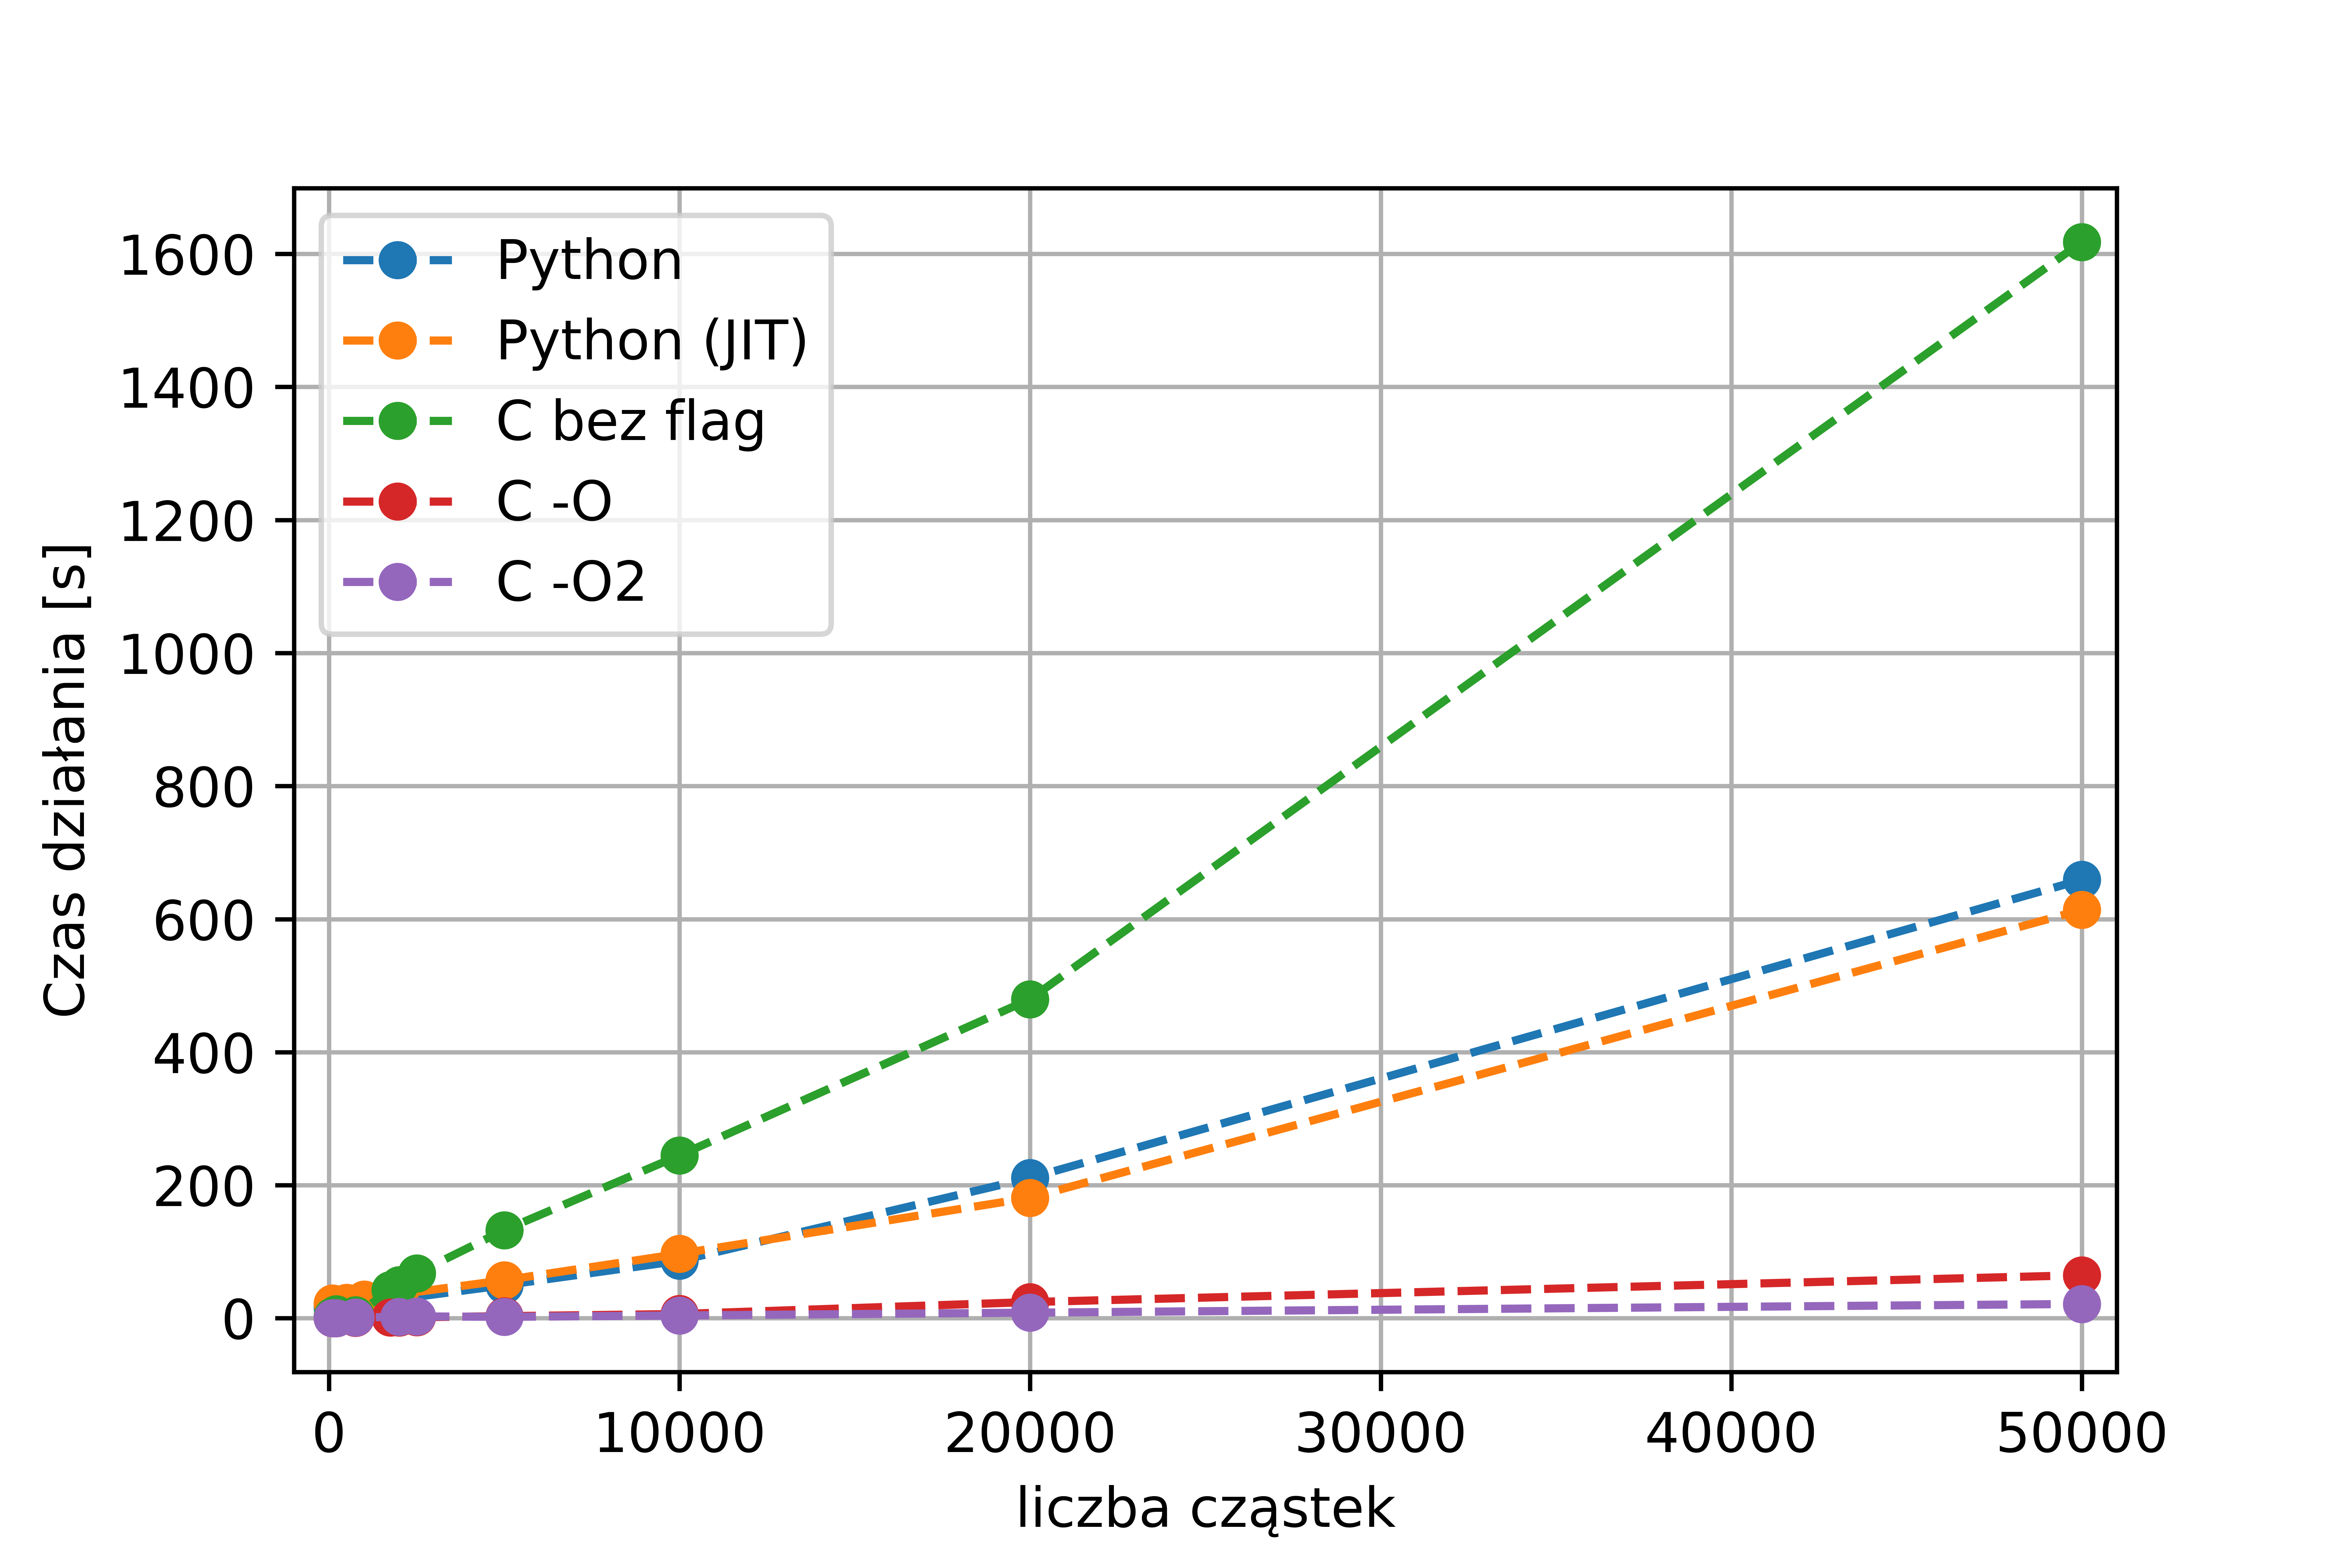 1600
1400
1200
1000
800
600
400
200
0
Czas działania [s]
Python
Python (JIT)
C bez flag
C -O
C -O2
0 10000 20000 30000 40000 50000
liczba cząstek